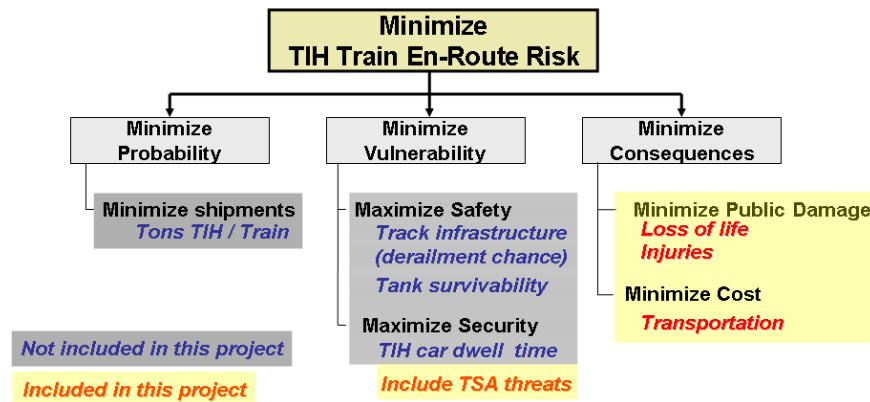 Minimize
TIH Train En-Route Risk
Minimize
Probability
Minimize
Vulnerability
Minimize
Consequences
Minimize shipments
Tons TIH / Train
Maximize Safety
Track infrastructure
(derailment chance)
Tank survivability
Maximize Security
TIH car dwell time
Include TSA threats
Minimize Public Damage
Loss of life
Injuries
Minimize Cost
Transportation
Not included in this project
Included in this project